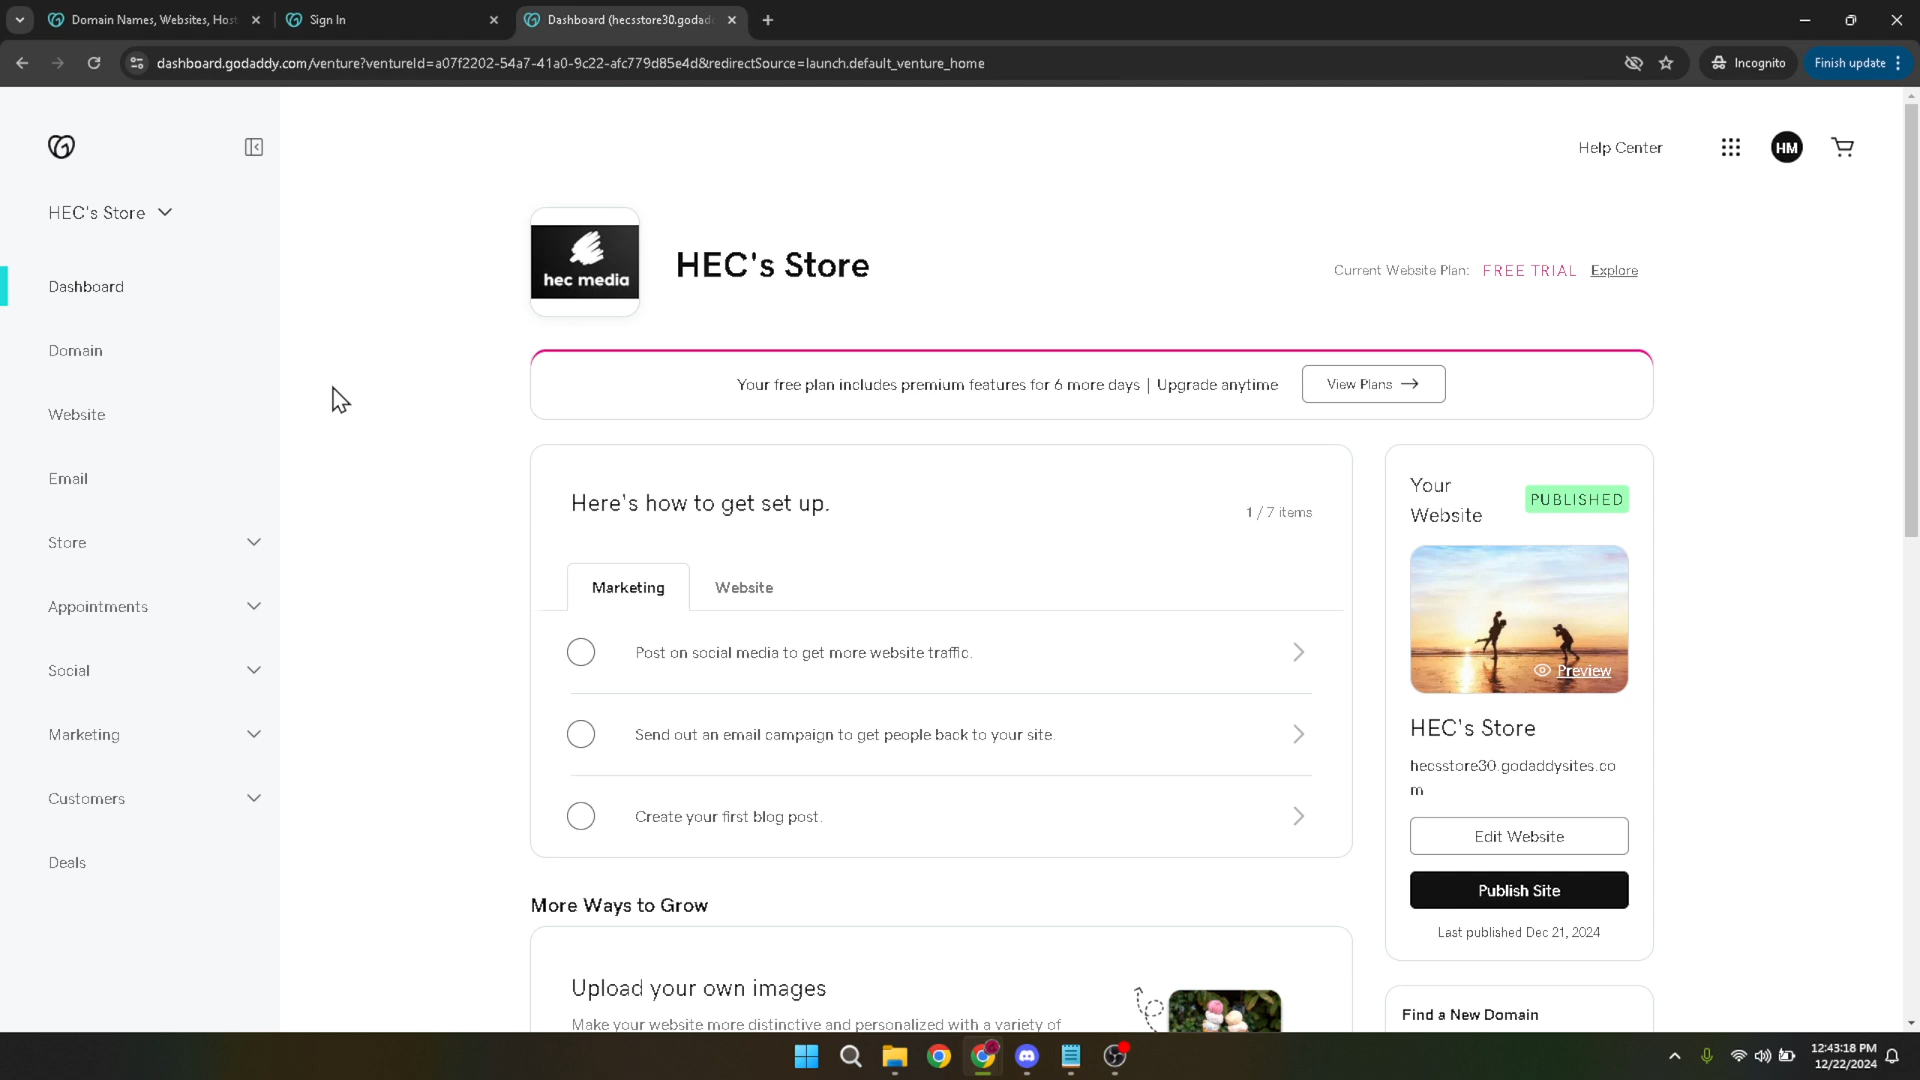 Domain Names, Websites, Host
Sign In
Dashboard (hecsstore30.godad
dashboard.godaddy.com/venture?ventureId=a07f2202-54a7-41a0-9c22-afc779d85e4d&redirectSource=launch.default_venture_home
Incognito
Finish update
Help Center
HM
HEC's Store
hec media
HEC's Store
Current Website Plan: FREE TRIAL Explore
Dashboard
Domain
Website
Email
Store
Appointments
Social
Marketing
Customers
Deals
Your free plan includes premium features for 6 more days | Upgrade anytime
View Plans
Here's how to get set up.
1 / 7 items
Marketing
Website
Post on social media to get more website traffic.
Send out an email campaign to get people back to your site.
Create your first blog post.
More Ways to Grow
Upload your own images
Make your website more distinctive and personalized with a variety of
Your
Website
PUBLISHED
Preview
HEC's Store
hecsstore30.godaddysites.co
m
Edit Website
Publish Site
Last published Dec 21, 2024
Find a New Domain
12:43:18 PM
12/22/2024